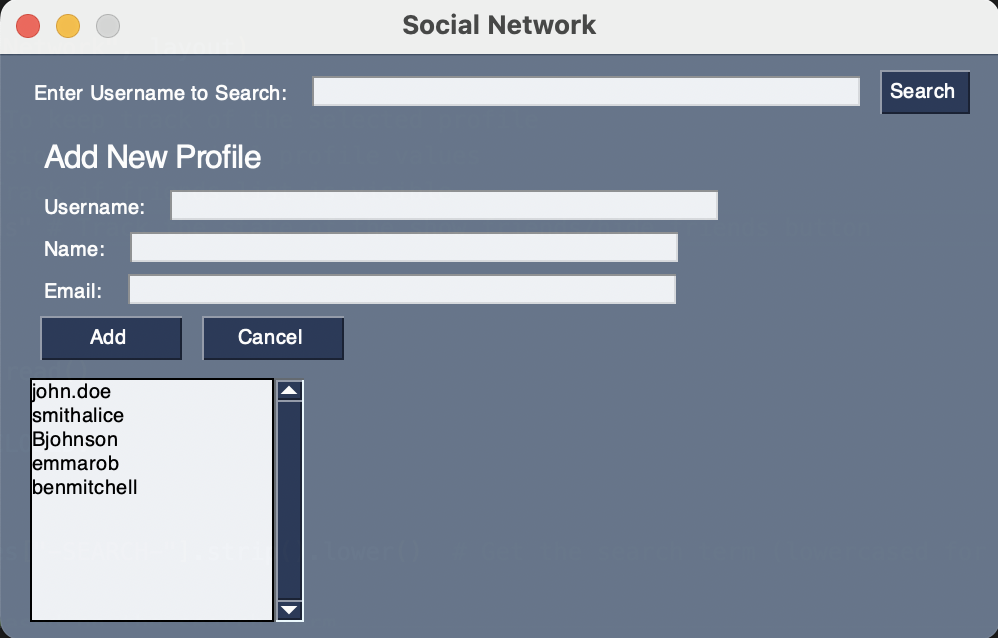 Social Network
Enter Username to Search: Search
Add New Profile
Username:
Name:
Email:
Add Cancel
john.doe
smithalice
Bjohnson
emmarob
benmitchell